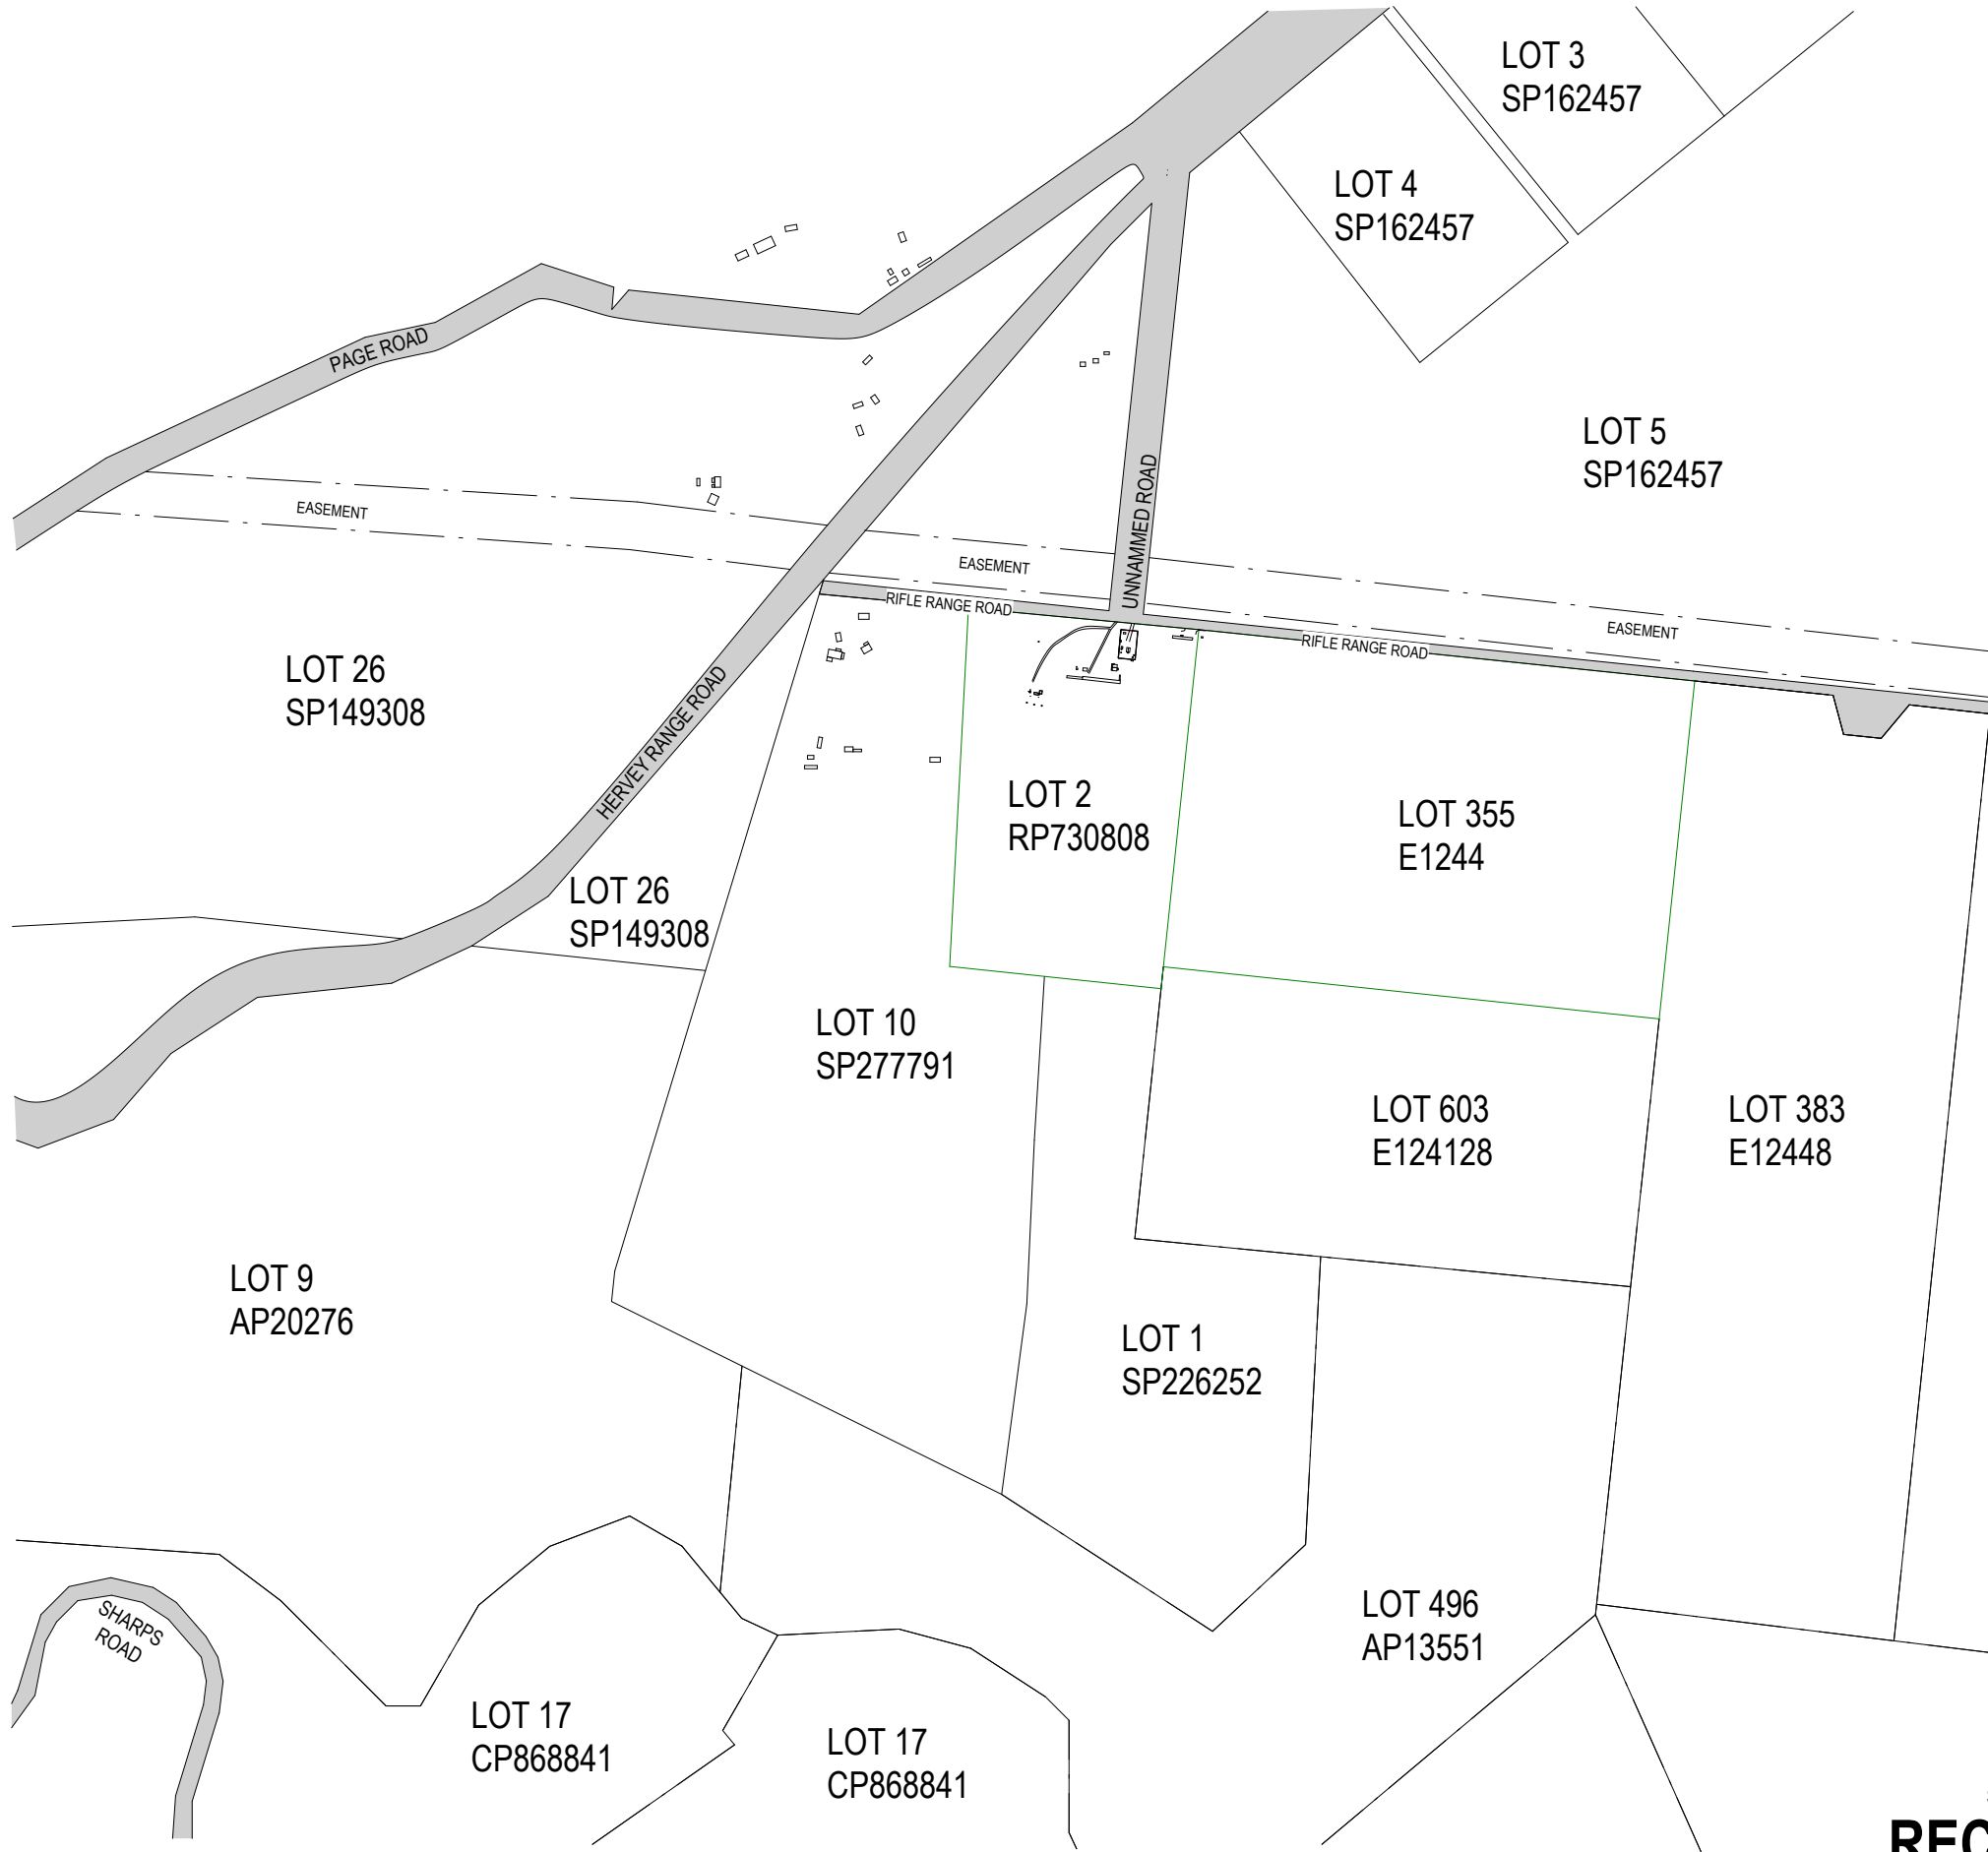 LOT 3
SP162457
LOT 4
SP162457
PAGE ROAD
LOT 5
SP162457
EASEMENT
UNNAMMED ROAD
EASEMENT
RIFLE RANGE ROAD
EASEMENT
RIFLE RANGE ROAD
LOT 26
SP149308
HERVEY RANGE ROAD
LOT 2
RP730808
LOT 355
E1244
LOT 26
SP149308
LOT 10
SP277791
LOT 603
E124128
LOT 383
E12448
LOT 9
AP20276
LOT 1
SP226252
SHARPS
ROAD
LOT 496
AP13551
LOT 17
CP868841
LOT 17
CP868841